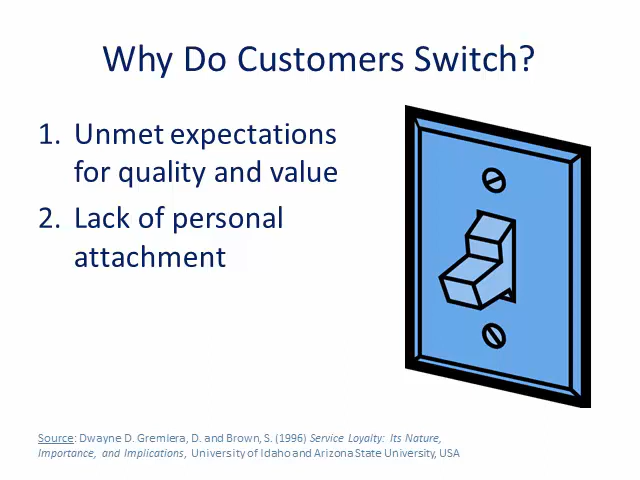 Why Do Customers Switch?
1. Unmet expectations
for quality and value
2. Lack of personal
attachment
Source: Dwayne D. Gremlera, D. and Brown, S. (1996) Service Loyalty: Its Nature,
Importance, and Implications, University of Idaho and Arizona State University, USA